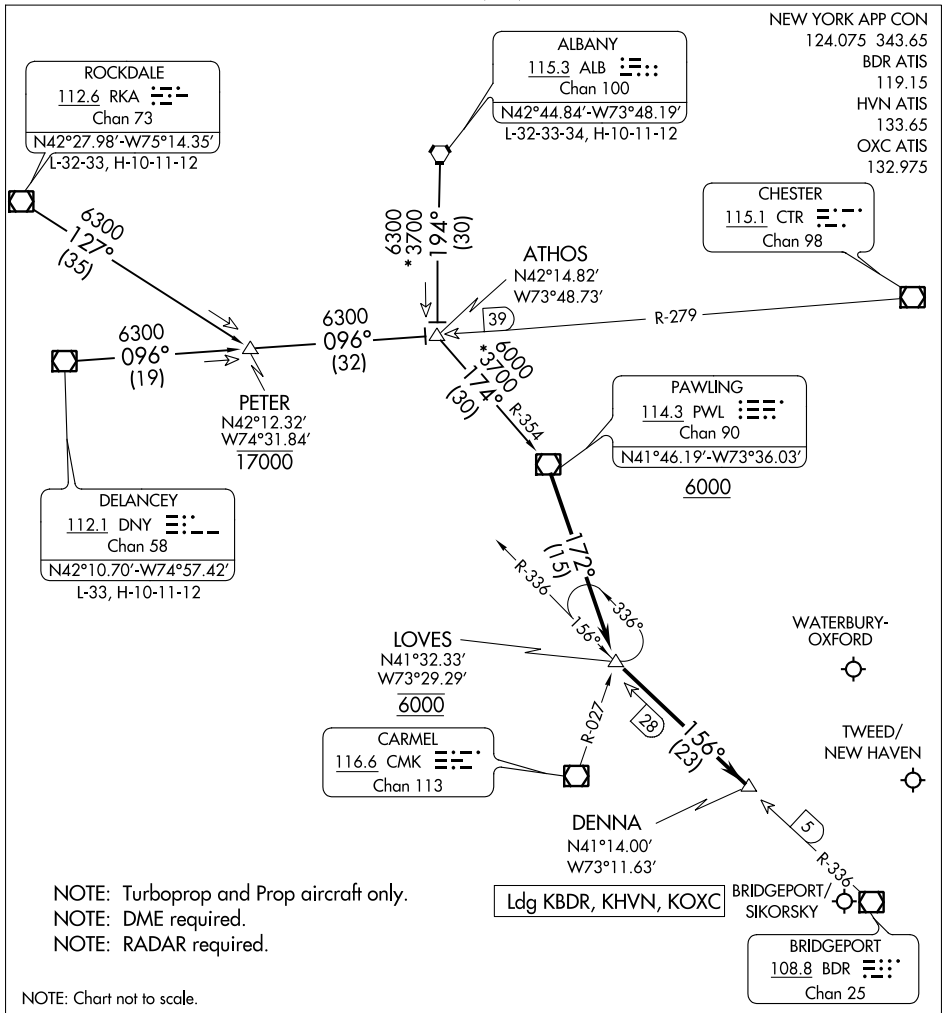 NEW YORK APP CON
124.075 343.65
BDR ATIS
119.15
HVN ATIS
133.65
OXC ATIS
132.975
ALBANY
115.3 ALB
Chan 100
N42°44.84'-W73°48.19'
L-32-33-34, H-10-11-12
ROCKDALE
112.6 RKA
Chan 73
N42°27.98'-W75°14.35'
L-32-33, H-10-11-12
CHESTER
115.1 CTR
Chan 98
6300
127°
(35)
6300
*3700
194°
(30)
ATHOS
N42°14.82'
W73°48.73'
39
R-279
6300
096°
(19)
6300
096°
(32)
PETER
N42°12.32'
W74°31.84'
17000
6000
*3700
174°
(30)
R-354
PAWLING
114.3 PWL
Chan 90
N41°46.19'-W73°36.03'
6000
DELANCEY
112.1 DNY
Chan 58
N42°10.70'-W74°57.42'
L-33, H-10-11-12
172°
(15)
R-336
156°
336°
LOVES
N41°32.33'
W73°29.29'
6000
WATERBURY-
OXFORD
CARMEL
116.6 CMK
Chan 113
R-027
28
156°
(23)
TWEED/
NEW HAVEN
DENNA
N41°14.00'
W73°11.63'
5
R-336
Ldg KBDR, KHVN, KOXC
BRIDGEPORT/
SIKORSKY
BRIDGEPORT
108.8 BDR
Chan 25
NOTE: Turboprop and Prop aircraft only.
NOTE: DME required.
NOTE: RADAR required.
NOTE: Chart not to scale.